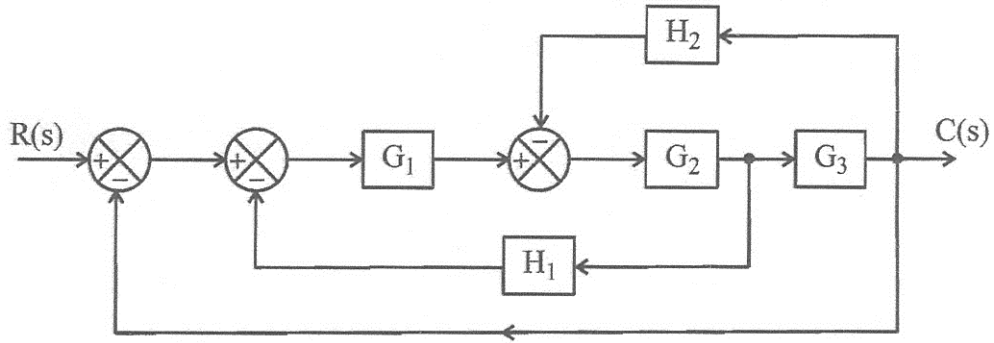 H₂
R(s) + − + − G₁ + − G₂ G₃ C(s)
H₁